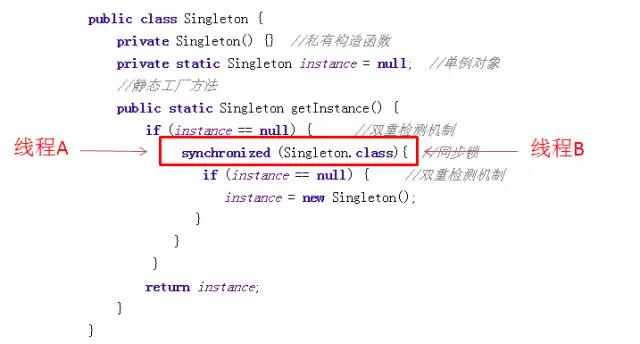 public class Singleton {
private Singleton() {} //私有构造函数
private static Singleton instance = null; //单例对象
//静态工厂方法
public static Singleton getInstance() {
if (instance == null) { //双重检测机制
线程A synchronized (Singleton.class){ //同步锁 线程B
if (instance == null) { //双重检测机制
instance = new Singleton();
}
}
}
return instance;
}
}